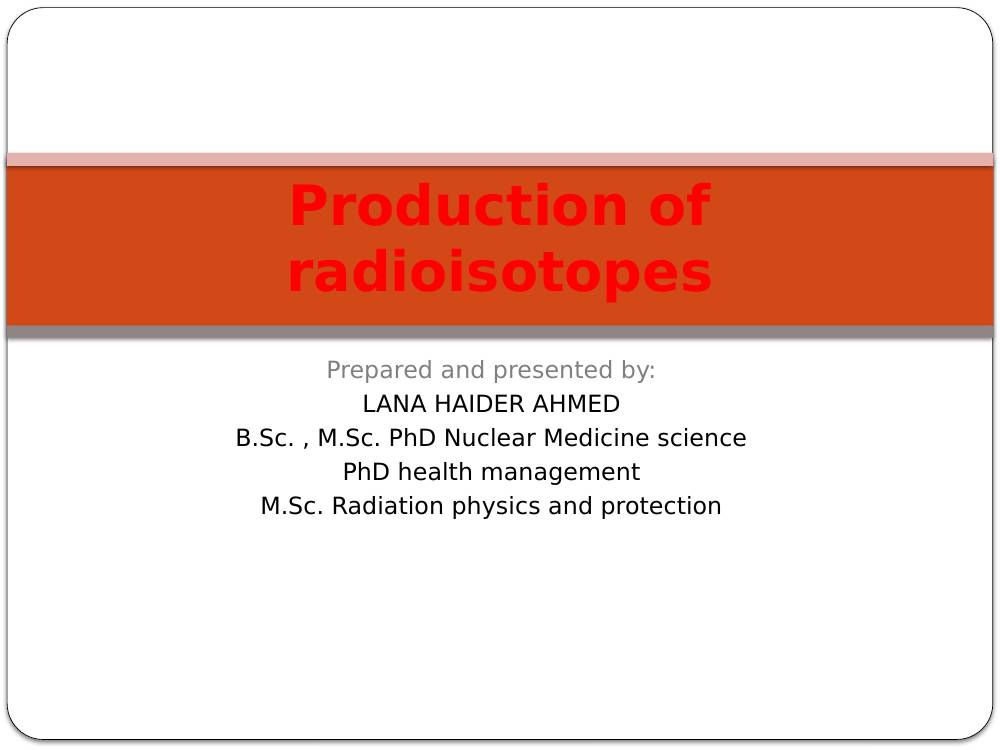 Production of
radioisotopes
Prepared and presented by:
LANA HAIDER AHMED
B.Sc. , M.Sc. PhD Nuclear Medicine science
PhD health management
M.Sc. Radiation physics and protection